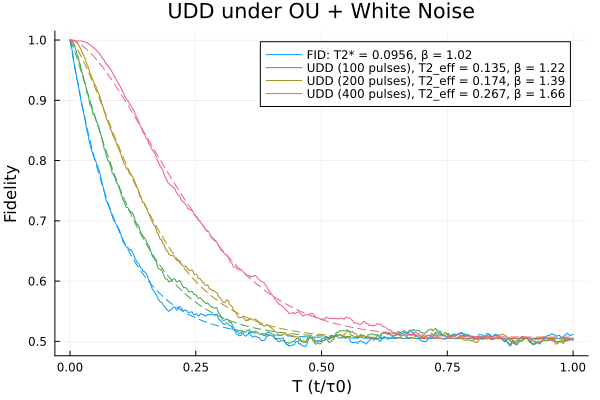 UDD under OU + White Noise
FID: T2* = 0.0956, β = 1.02
UDD (100 pulses), T2_eff = 0.135, β = 1.22
UDD (200 pulses), T2_eff = 0.174, β = 1.39
UDD (400 pulses), T2_eff = 0.267, β = 1.66
Fidelity
1.0
0.9
0.8
0.7
0.6
0.5
0.00 0.25 0.50 0.75 1.00
T (t/τ0)